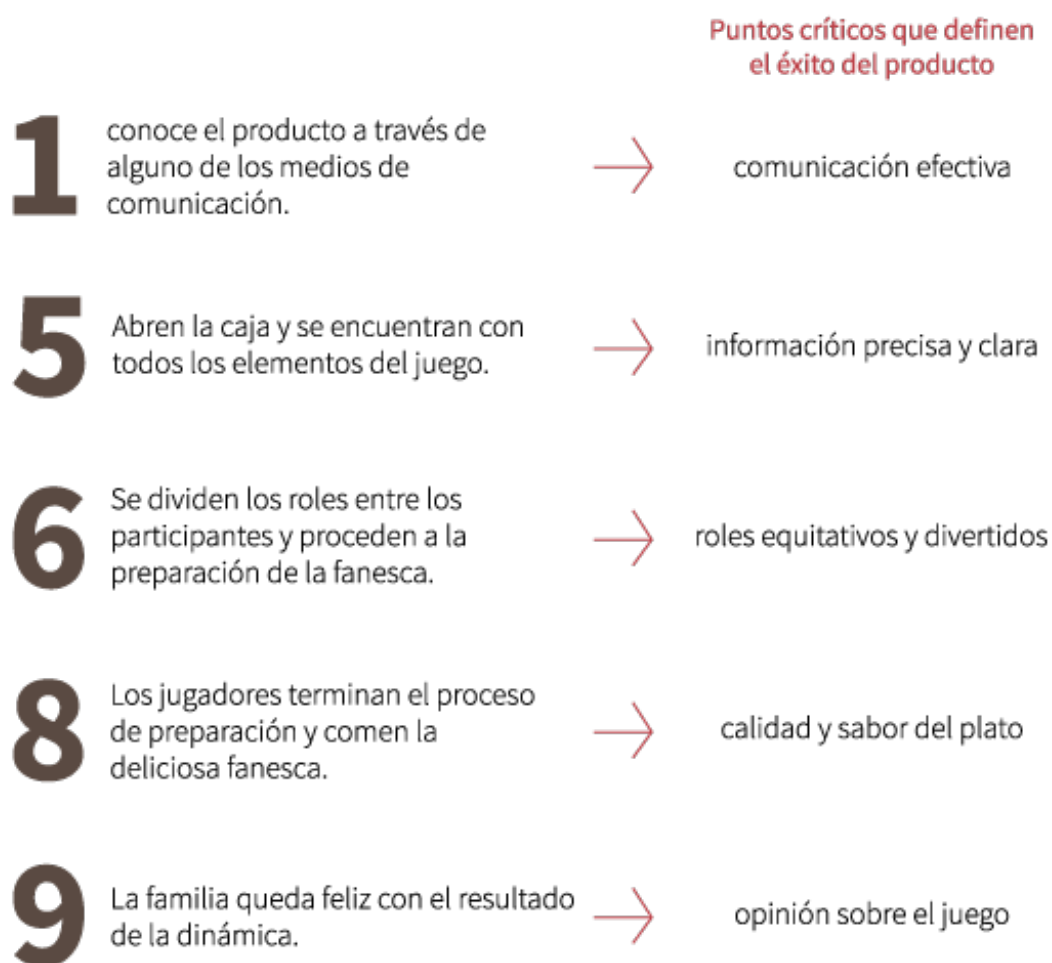 Puntos críticos que definen
el éxito del producto
1
conoce el producto a través de
alguno de los medios de
comunicación.
comunicación efectiva
5
Abren la caja y se encuentran con
todos los elementos del juego.
información precisa y clara
6
Se dividen los roles entre los
participantes y proceden a la
preparación de la fanesca.
roles equitativos y divertidos
8
Los jugadores terminan el proceso
de preparación y comen la
deliciosa fanesca.
calidad y sabor del plato
9
La familia queda feliz con el resultado
de la dinámica.
opinión sobre el juego